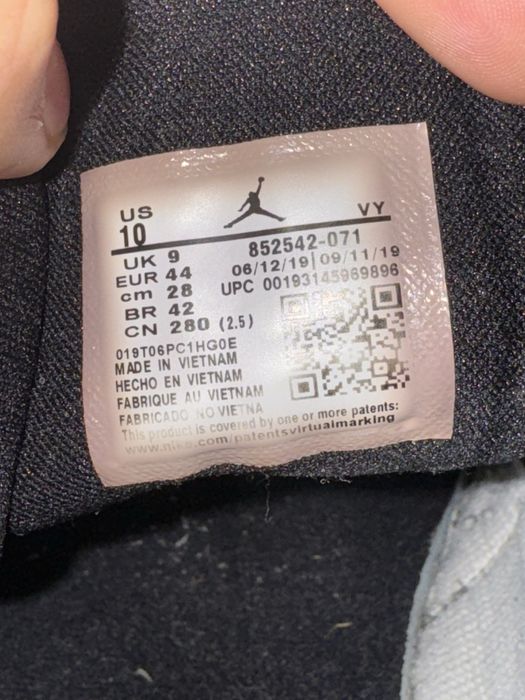 US
10
VY
UK 9
852542-071
EUR 44
06/12/19|09/11/19
cm 28
UPC 00193145969896
BR 42
CN 280 (2.5)
019T06PC1HG0E
MADE IN VIETNAM
HECHO EN VIETNAM
FABRIQUE AU VIETNAM
FABRICADO NO VIETNA
This product is covered by one or more patents:
www.nike.com/patentsvirtualmarking